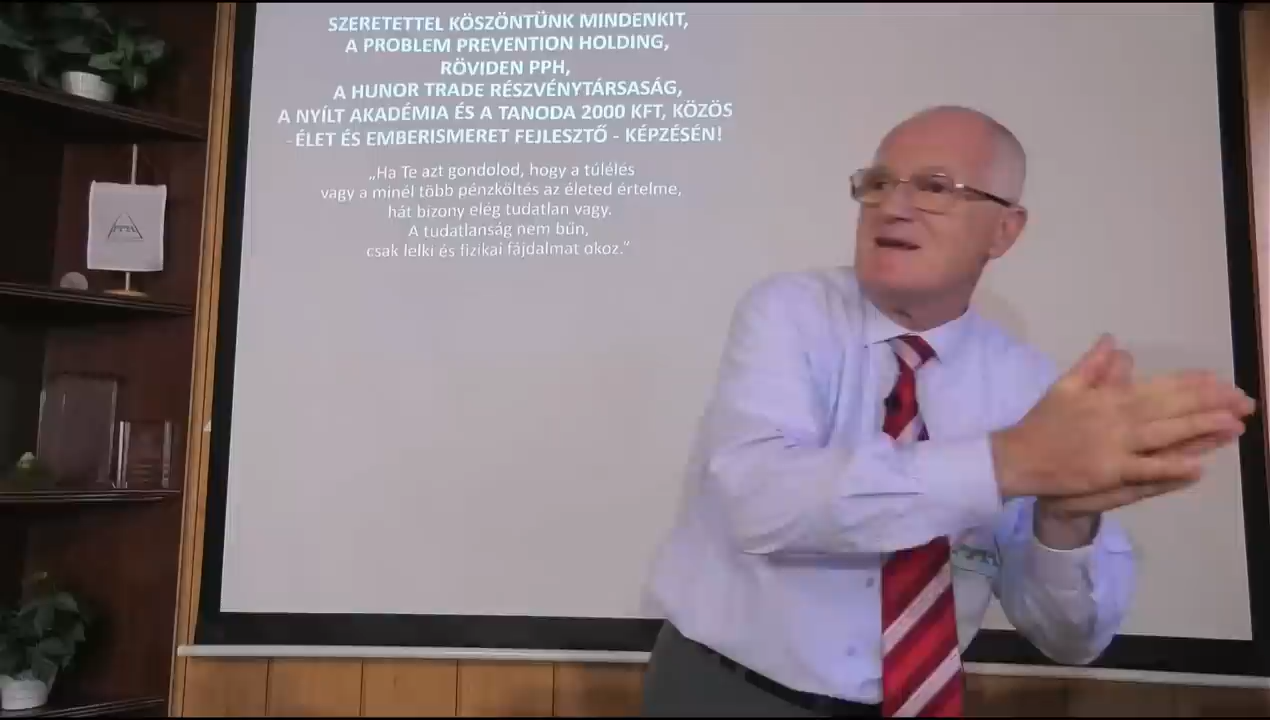 SZERETETTEL KÖSZÖNTÜNK MINDENKIT,
A PROBLEM PREVENTION HOLDING,
RÖVIDEN PPH,
A HUNOR TRADE RÉSZVÉNYTÁRSASÁG,
A NYÍLT AKADÉMIA ÉS A TANODA 2000 KFT, KÖZÖS
- ÉLET ÉS EMBERISMERET FEJLESZTŐ - KÉPZÉSÉN!
„Ha Te azt gondolod, hogy a túlélés
vagy a minél több pénzköltés az életed értelme,
hát bizony elég tudatlan vagy.
A tudatlanság nem bűn,
csak lelki és fizikai fájdalmat okoz.”